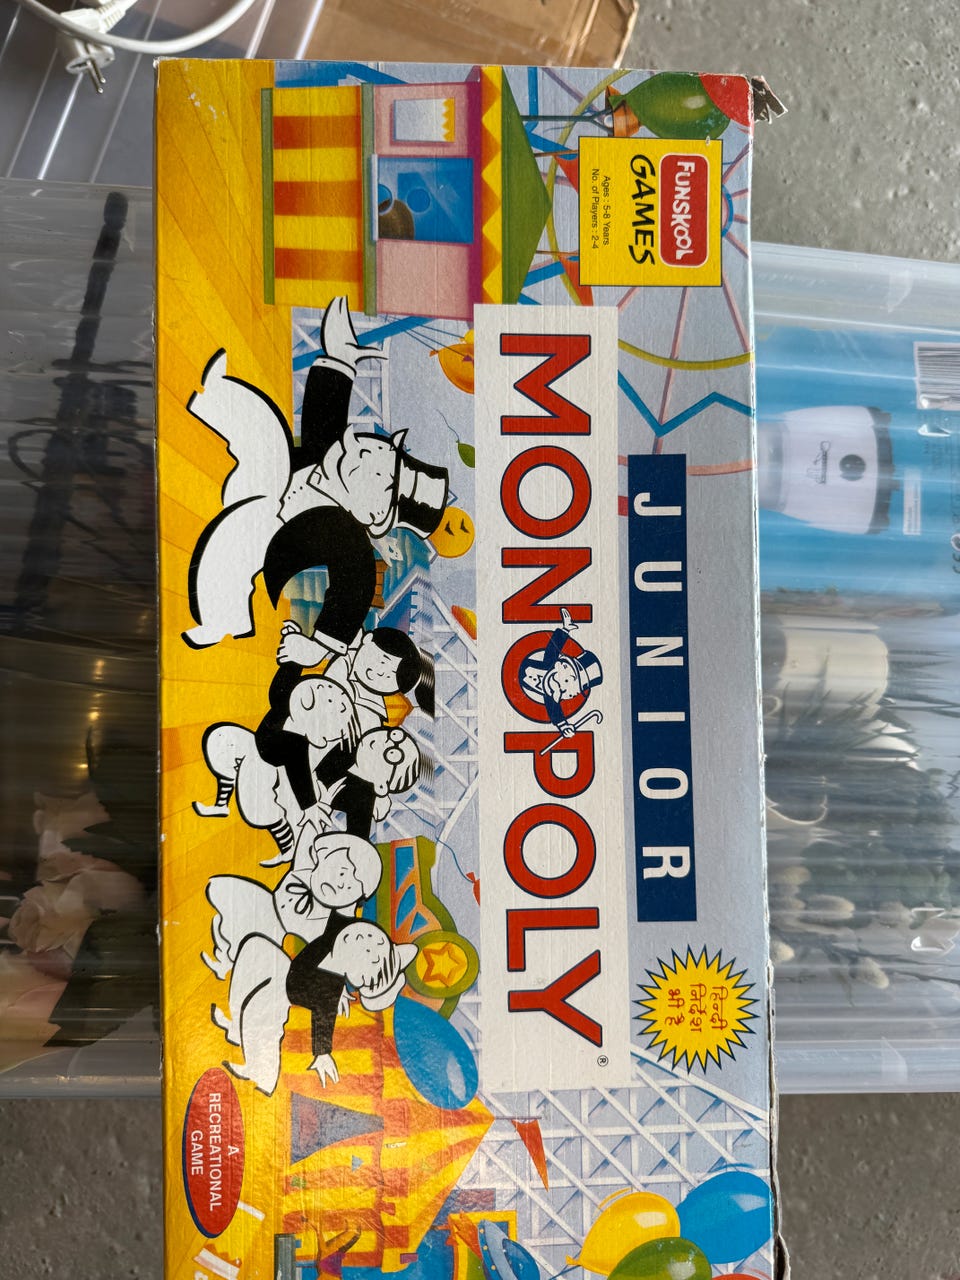 FUNSKOOL
GAMES
Ages : 5-8 Years
No. of Players : 2-4
JUNIOR
MONOPOLY®
हिन्दी
निर्देश
भी है
A
RECREATIONAL
GAME